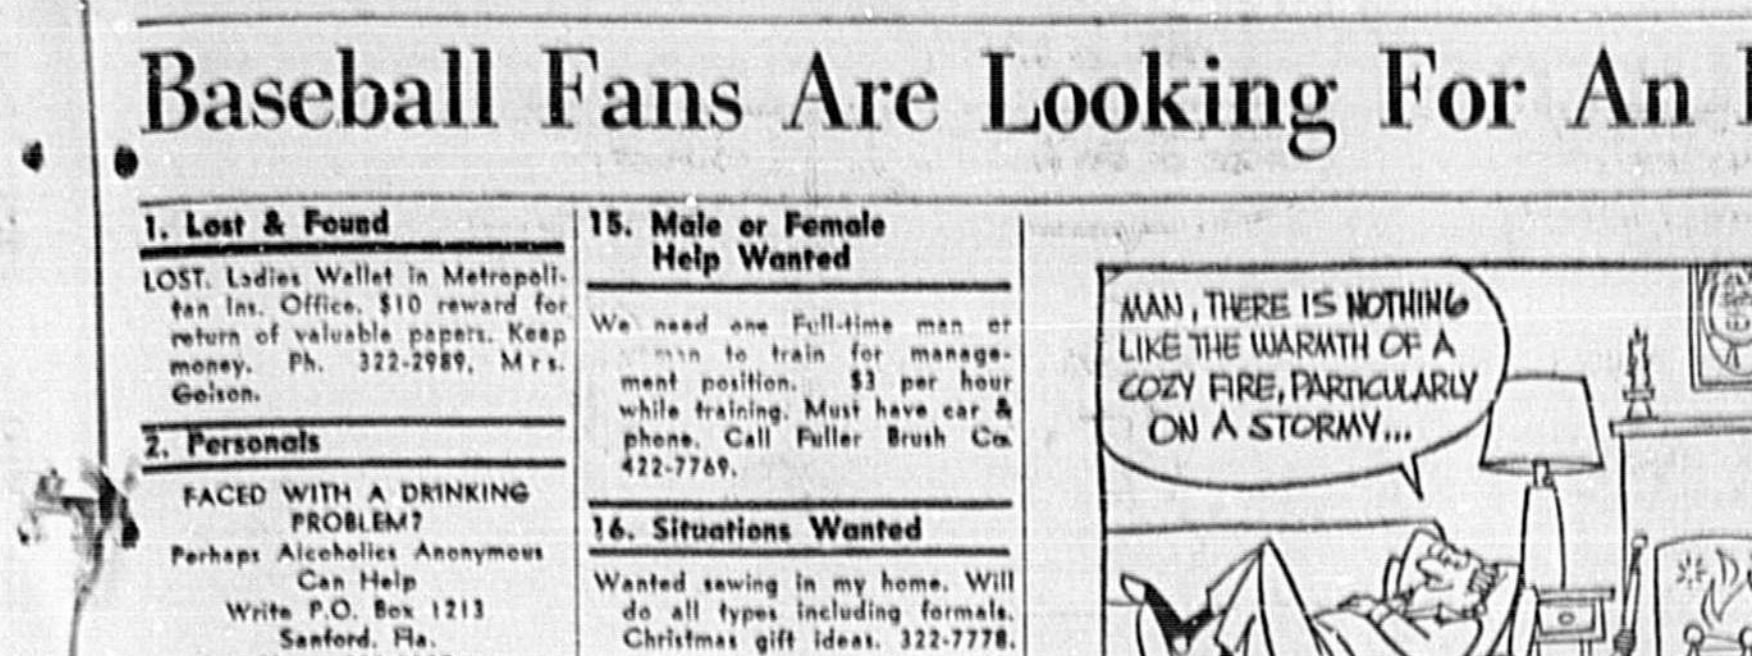 Baseball Fans Are Looking For An
1. Lost & Found
LOST. Ladies Wallet in Metropoli-
tan Ins. Office. $10 reward for
return of valuable papers. Keep
money. Ph. 322-2989, Mrs.
Golson.
2. Personals
FACED WITH A DRINKING
PROBLEM?
Perhaps Alcoholics Anonymous
Can Help
Write P.O. Box 1213
Sanford, Fla.
15. Male or Female
Help Wanted
We need one Full-time man or
to train for manage-
ment position. $3 per hour
while training. Must have car &
phone. Call Fuller Brush Co.
422-7769.
16. Situations Wanted
Wanted sewing in my home. Will
do all types including formals.
Christmas gift ideas. 322-7778.
MAN, THERE IS NOTHING
LIKE THE WARMTH OF A
COZY FIRE, PARTICULARLY
ON A STORMY...